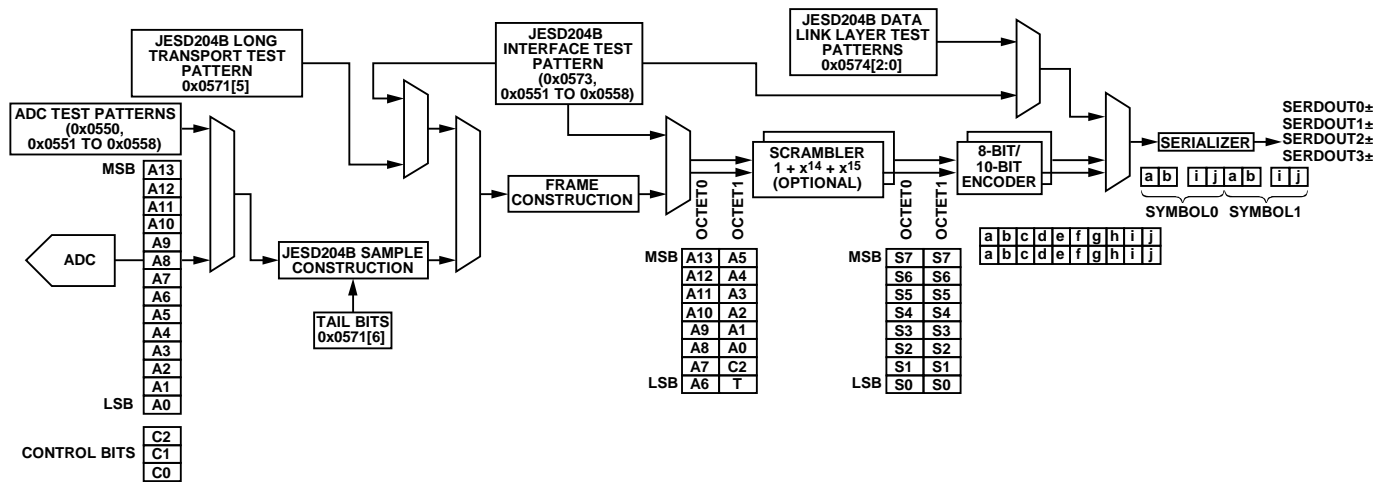 JESD204B LONG
TRANSPORT TEST
PATTERN
0x0571[5]
JESD204B
INTERFACE TEST
PATTERN
(0x0573,
0x0551 TO 0x0558)
JESD204B DATA
LINK LAYER TEST
PATTERNS
0x0574[2:0]
ADC TEST PATTERNS
(0x0550,
0x0551 TO 0x0558)
MSB
A13
A12
A11
A10
A9
A8
A7
A6
A5
A4
A3
A2
A1
LSB
A0
CONTROL BITS
C2
C1
C0
ADC
JESD204B SAMPLE
CONSTRUCTION
TAIL BITS
0x0571[6]
FRAME
CONSTRUCTION
OCTET0
OCTET1
MSB
A13 A5
A12 A4
A11 A3
A10 A2
A9 A1
A8 A0
A7 C2
LSB
A6 T
SCRAMBLER
1 + x¹⁴ + x¹⁵
(OPTIONAL)
OCTET0
OCTET1
MSB
S7 S7
S6 S6
S5 S5
S4 S4
S3 S3
S2 S2
S1 S1
LSB
S0 S0
8-BIT/
10-BIT
ENCODER
a b c d e f g h i j
a b c d e f g h i j
SERIALIZER
SERDOUT0±
SERDOUT1±
SERDOUT2±
SERDOUT3±
a b i j a b i j
SYMBOL0 SYMBOL1